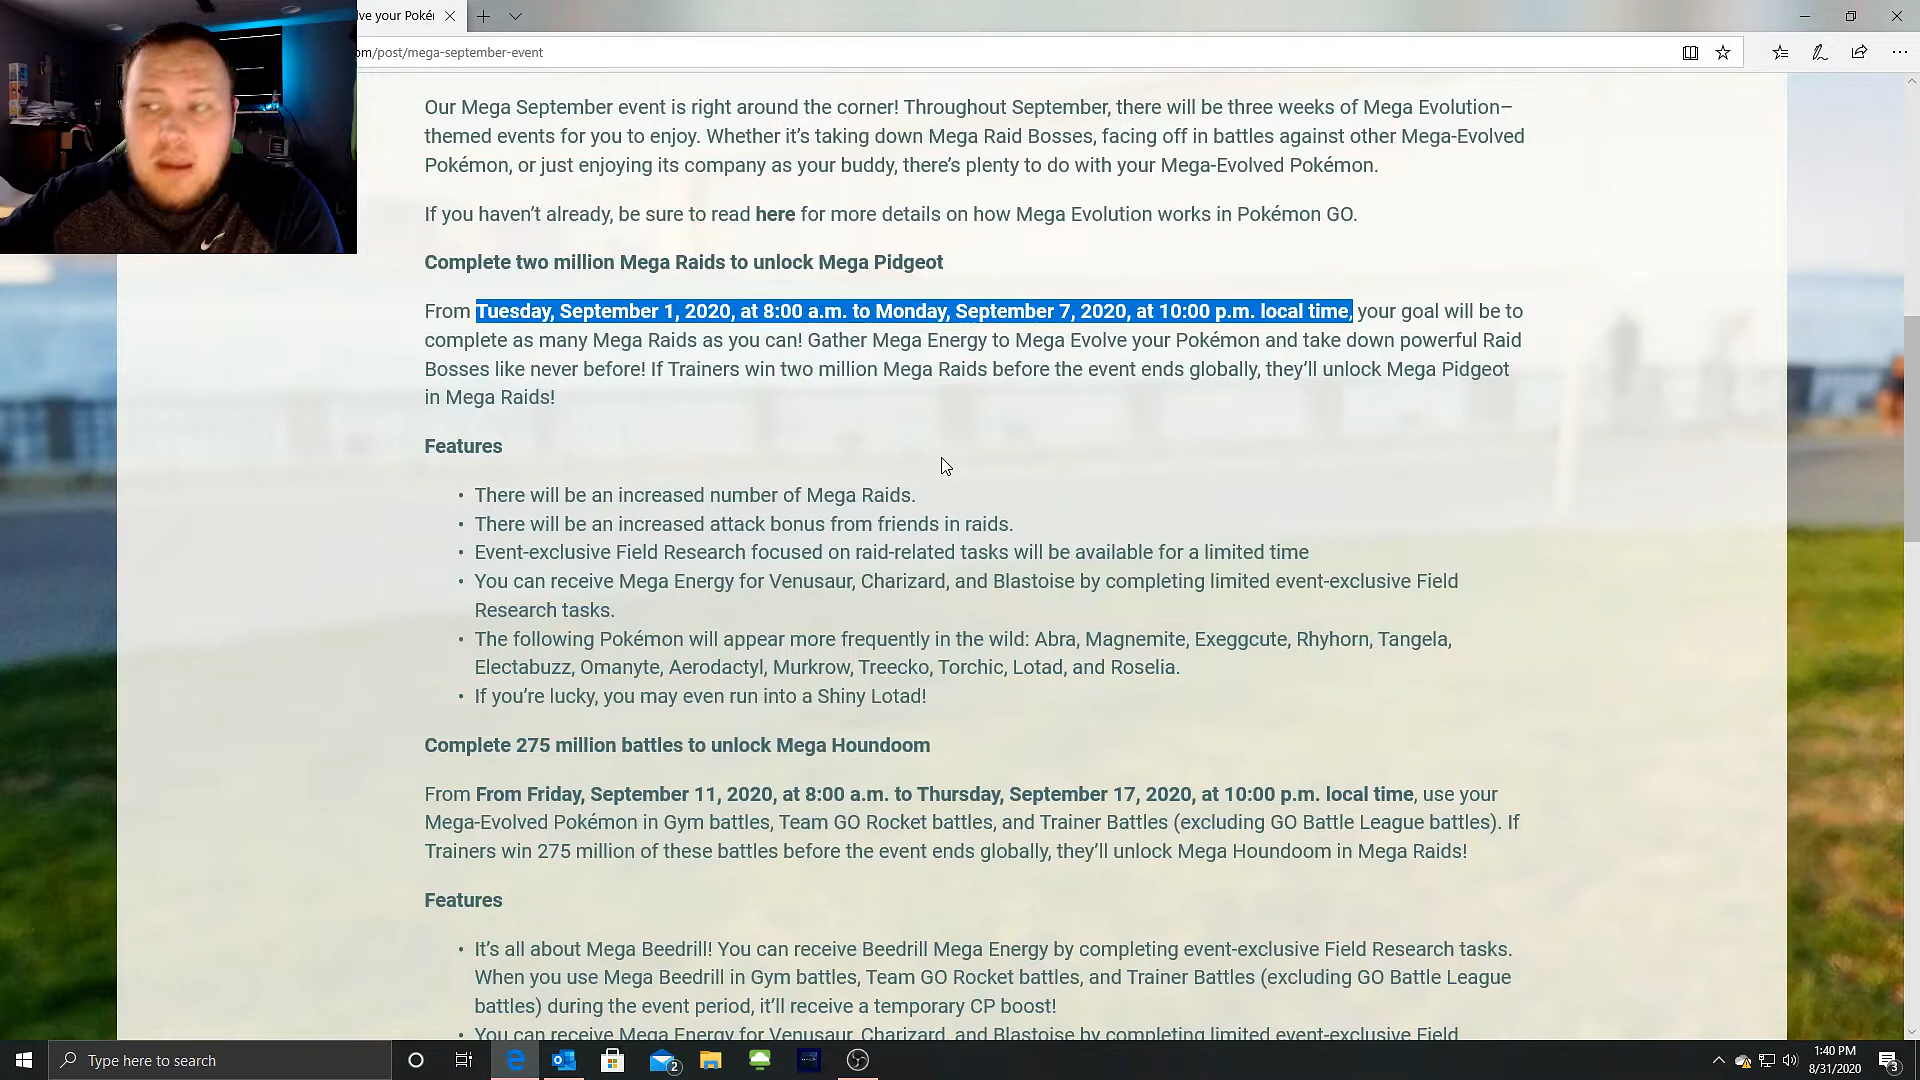 lve your Poké
om/post/mega-september-event
Our Mega September event is right around the corner! Throughout September, there will be three weeks of Mega Evolution–
themed events for you to enjoy. Whether it’s taking down Mega Raid Bosses, facing off in battles against other Mega-Evolved
Pokémon, or just enjoying its company as your buddy, there’s plenty to do with your Mega-Evolved Pokémon.
If you haven’t already, be sure to read here for more details on how Mega Evolution works in Pokémon GO.
Complete two million Mega Raids to unlock Mega Pidgeot
From Tuesday, September 1, 2020, at 8:00 a.m. to Monday, September 7, 2020, at 10:00 p.m. local time, your goal will be to
complete as many Mega Raids as you can! Gather Mega Energy to Mega Evolve your Pokémon and take down powerful Raid
Bosses like never before! If Trainers win two million Mega Raids before the event ends globally, they’ll unlock Mega Pidgeot
in Mega Raids!
Features
• There will be an increased number of Mega Raids.
• There will be an increased attack bonus from friends in raids.
• Event-exclusive Field Research focused on raid-related tasks will be available for a limited time
• You can receive Mega Energy for Venusaur, Charizard, and Blastoise by completing limited event-exclusive Field
Research tasks.
• The following Pokémon will appear more frequently in the wild: Abra, Magnemite, Exeggcute, Rhyhorn, Tangela,
Electabuzz, Omanyte, Aerodactyl, Murkrow, Treecko, Torchic, Lotad, and Roselia.
• If you’re lucky, you may even run into a Shiny Lotad!
Complete 275 million battles to unlock Mega Houndoom
From From Friday, September 11, 2020, at 8:00 a.m. to Thursday, September 17, 2020, at 10:00 p.m. local time, use your
Mega-Evolved Pokémon in Gym battles, Team GO Rocket battles, and Trainer Battles (excluding GO Battle League battles). If
Trainers win 275 million of these battles before the event ends globally, they’ll unlock Mega Houndoom in Mega Raids!
Features
• It’s all about Mega Beedrill! You can receive Beedrill Mega Energy by completing event-exclusive Field Research tasks.
When you use Mega Beedrill in Gym battles, Team GO Rocket battles, and Trainer Battles (excluding GO Battle League
battles) during the event period, it’ll receive a temporary CP boost!
• You can receive Mega Energy for Venusaur, Charizard, and Blastoise by completing limited event-exclusive Field
Type here to search
2
1:40 PM
8/31/2020
3